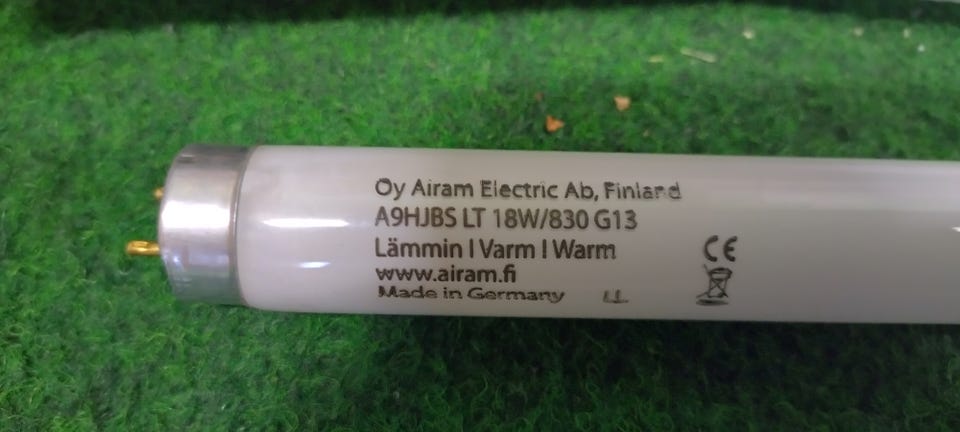 Oy Airam Electric Ab, Finland
A9HJBS LT 18W/830 G13
Lämmin I Varm I Warm
CE
www.airam.fi
Made in Germany